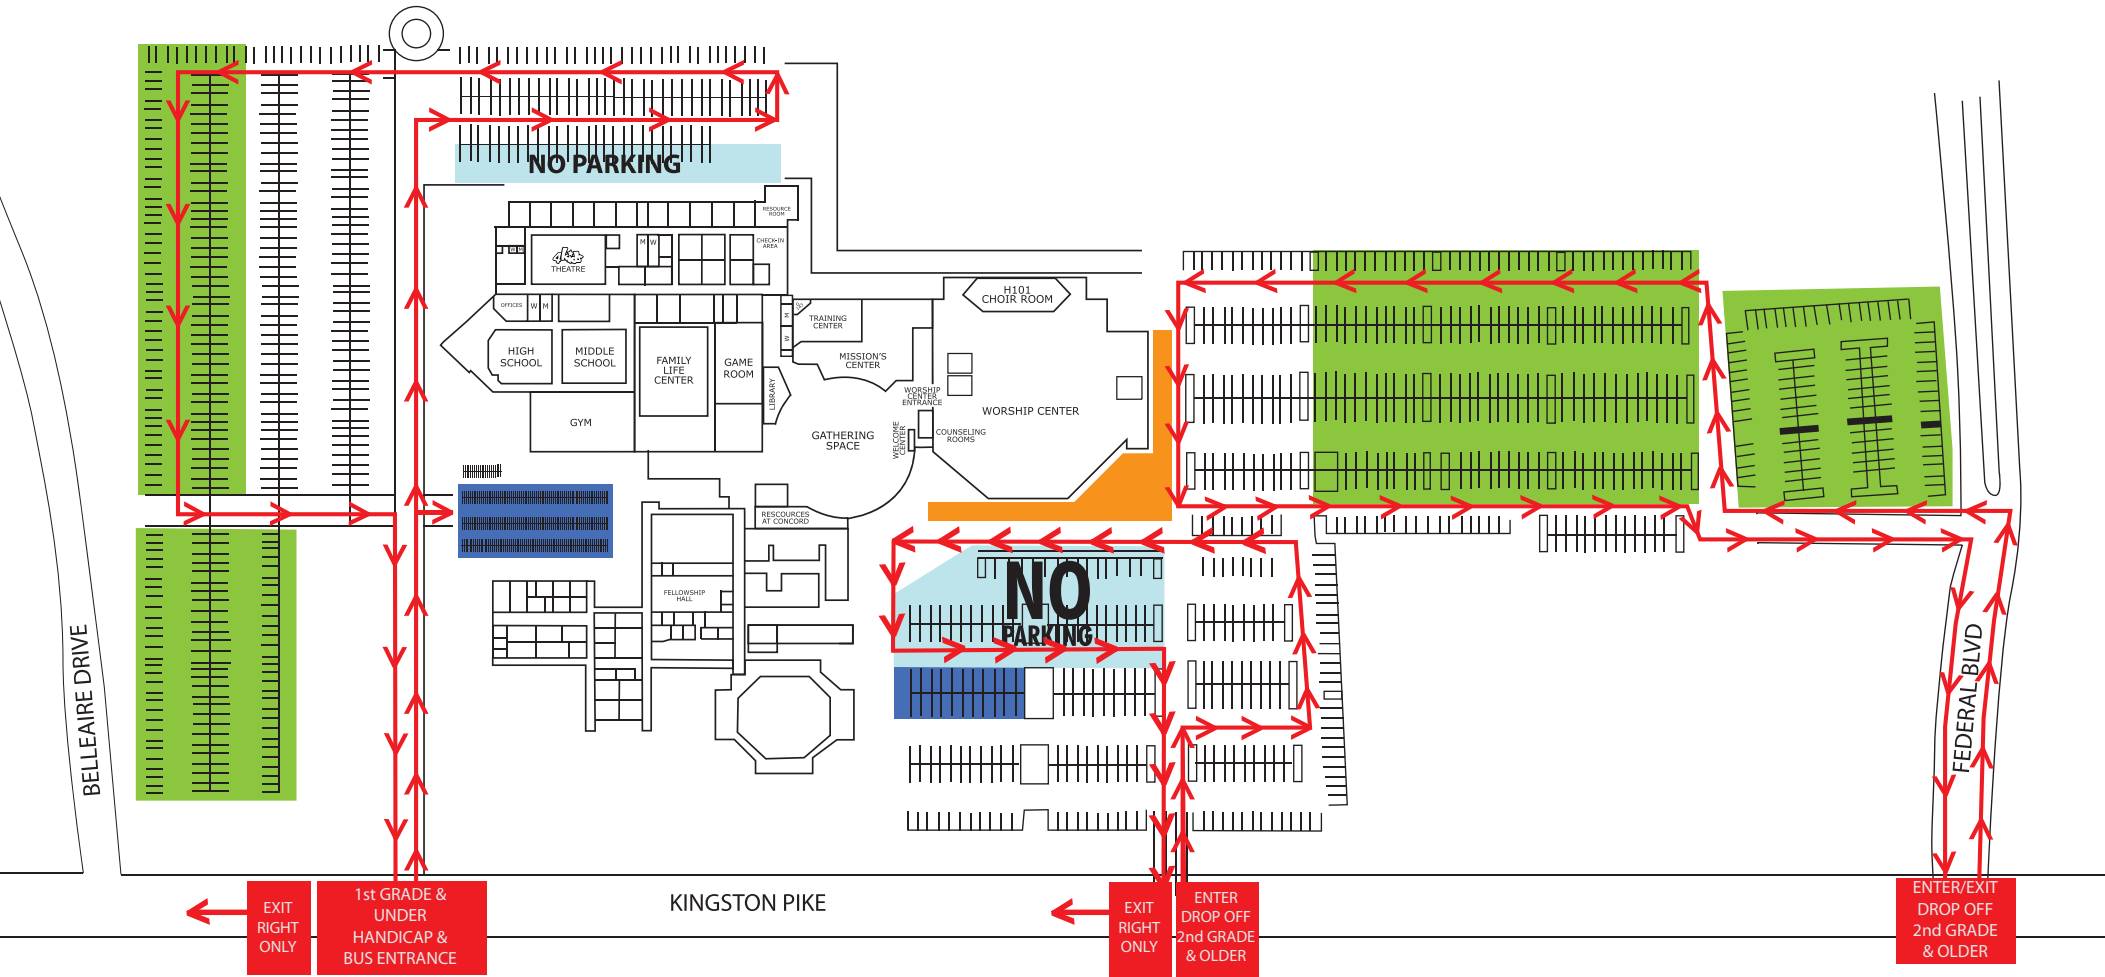 NO PARKING
RESOURCE
ROOM
CHECK-IN
AREA
M W
W M
THEATRE
OFFICES
W M
HIGH
SCHOOL
MIDDLE
SCHOOL
FAMILY
LIFE
CENTER
GAME
ROOM
LIBRARY
GYM
M
W
TRAINING
CENTER
MISSION'S
CENTER
H101
CHOIR ROOM
WORSHIP
CENTER
ENTRANCE
WORSHIP CENTER
COUNSELING
ROOMS
WELCOME
CENTER
GATHERING
SPACE
RESCOURCES
AT CONCORD
FELLOWSHIP
HALL
NO
PARKING
BELLEAIRE DRIVE
FEDERAL BLVD
KINGSTON PIKE
EXIT
RIGHT
ONLY
1st GRADE &
UNDER
HANDICAP &
BUS ENTRANCE
EXIT
RIGHT
ONLY
ENTER
DROP OFF
2nd GRADE
& OLDER
ENTER/EXIT
DROP OFF
2nd GRADE
& OLDER